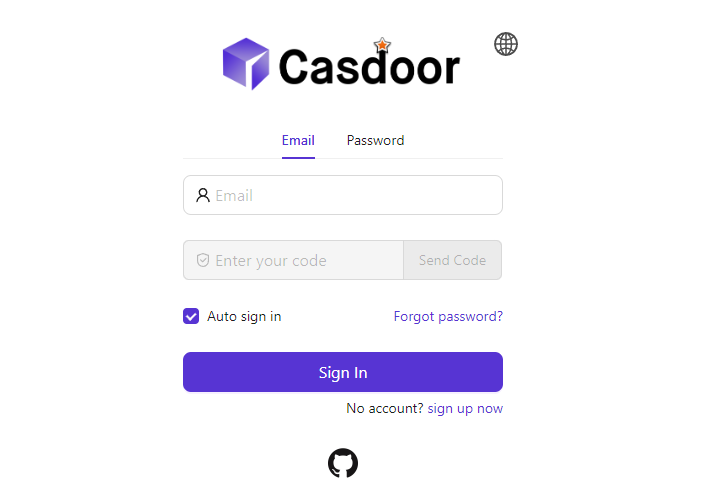 Casdoor
Email Password
Email
Enter your code Send Code
Auto sign in Forgot password?
Sign In
No account? sign up now